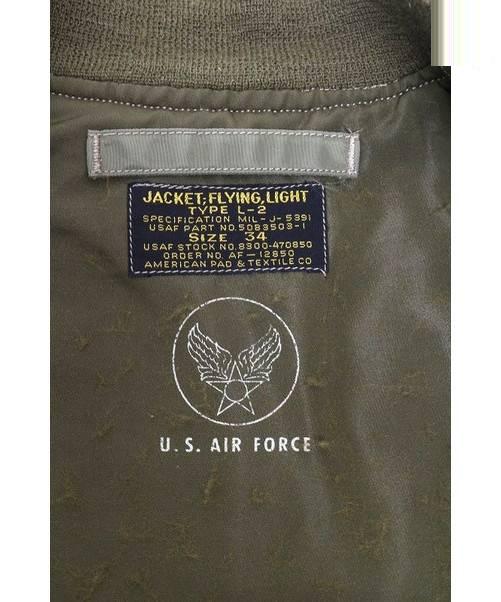 JACKET, FLYING, LIGHT
TYPE L-2
SPECIFICATION MIL-J-5391
USAF PART NO.5083503-1
SIZE 34
USAF STOCK NO.8300-470850
ORDER NO. AF-12850
AMERICAN PAD & TEXTILE CO
U.S. AIR FORCE